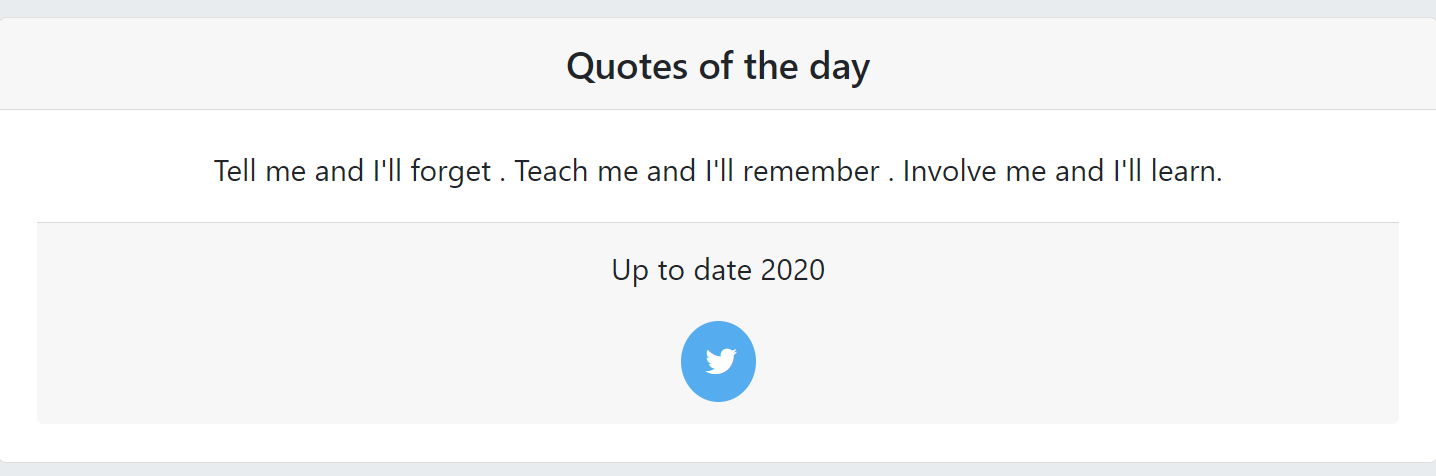 Quotes of the day
Tell me and I'll forget . Teach me and I'll remember . Involve me and I'll learn.
Up to date 2020